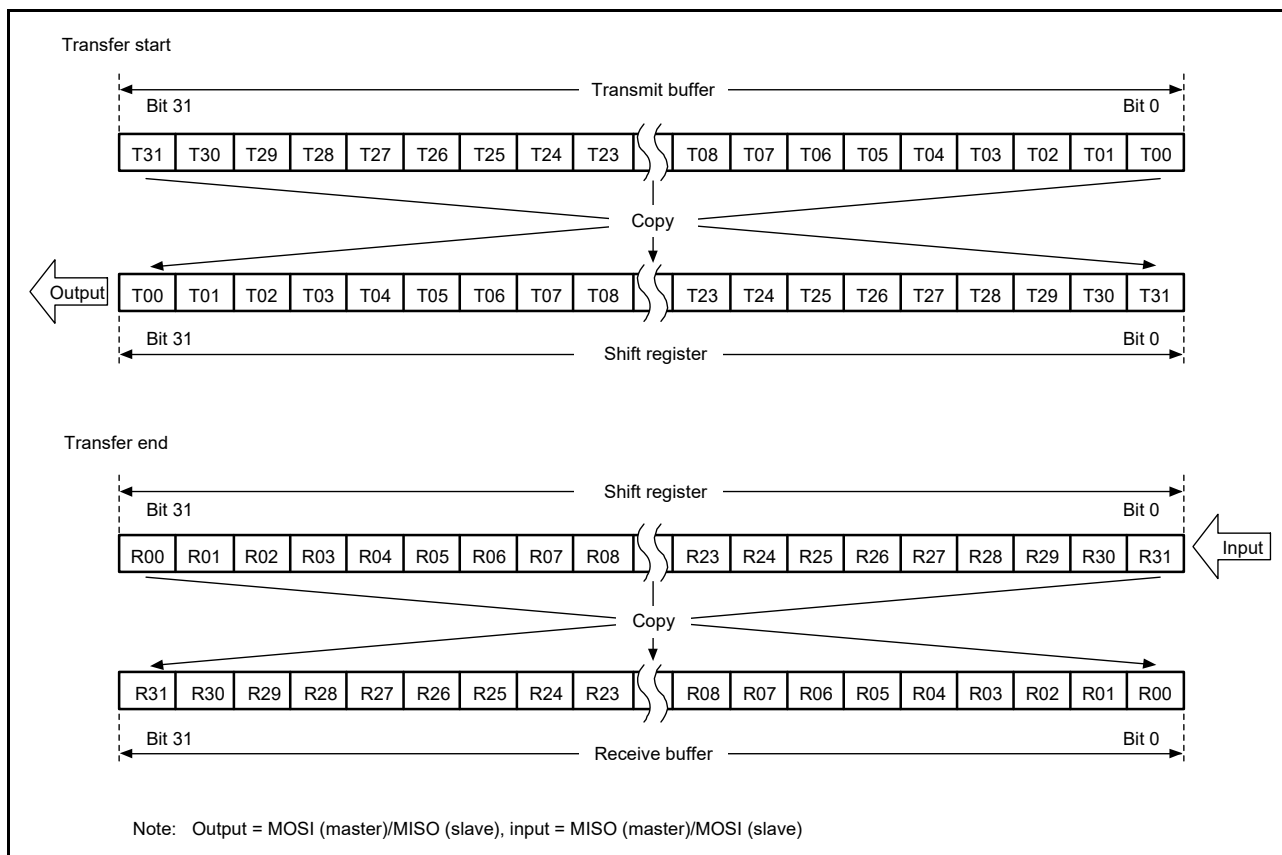 Transfer start
Transmit buffer
Bit 31 Bit 0
T31 T30 T29 T28 T27 T26 T25 T24 T23 T08 T07 T06 T05 T04 T03 T02 T01 T00
Copy
Output T00 T01 T02 T03 T04 T05 T06 T07 T08 T23 T24 T25 T26 T27 T28 T29 T30 T31
Bit 31 Bit 0
Shift register
Transfer end
Shift register
Bit 31 Bit 0
R00 R01 R02 R03 R04 R05 R06 R07 R08 R23 R24 R25 R26 R27 R28 R29 R30 R31 Input
Copy
R31 R30 R29 R28 R27 R26 R25 R24 R23 R08 R07 R06 R05 R04 R03 R02 R01 R00
Bit 31 Bit 0
Receive buffer
Note: Output = MOSI (master)/MISO (slave), input = MISO (master)/MOSI (slave)